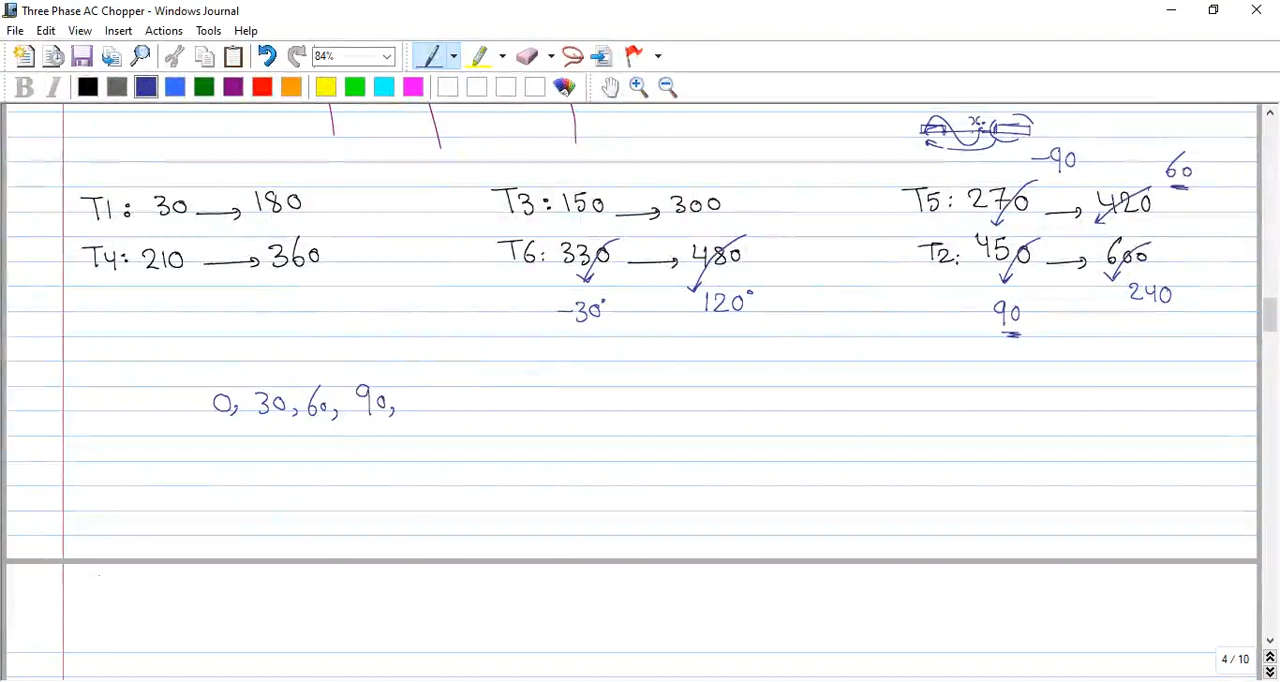 Three Phase AC Chopper - Windows Journal
File Edit View Insert Actions Tools Help
84%
B I
-90
60
T1: 30 → 180 T3: 150 → 300 T5: 270 → 420
T4: 210 → 360 T6: 330 → 480 T2: 450 → 600
-30° 120° 90 240
0, 30, 60, 90,
4 / 10